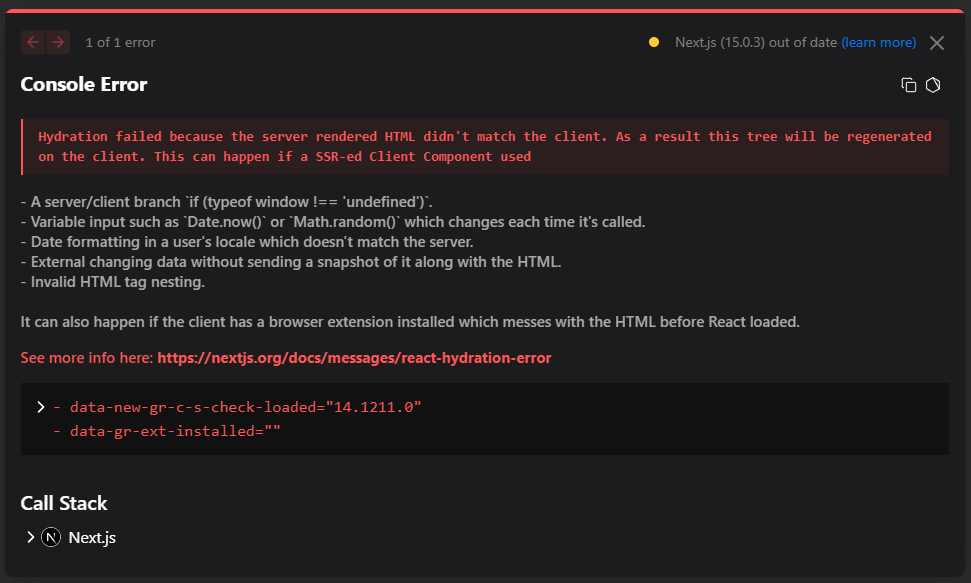 1 of 1 error
Next.js (15.0.3) out of date (learn more)
Console Error
Hydration failed because the server rendered HTML didn't match the client. As a result this tree will be regenerated
on the client. This can happen if a SSR-ed Client Component used
- A server/client branch `if (typeof window !== 'undefined')`.
- Variable input such as `Date.now()` or `Math.random()` which changes each time it's called.
- Date formatting in a user's locale which doesn't match the server.
- External changing data without sending a snapshot of it along with the HTML.
- Invalid HTML tag nesting.
It can also happen if the client has a browser extension installed which messes with the HTML before React loaded.
See more info here: https://nextjs.org/docs/messages/react-hydration-error
- data-new-gr-c-s-check-loaded="14.1211.0"
- data-gr-ext-installed=""
Call Stack
N Next.js